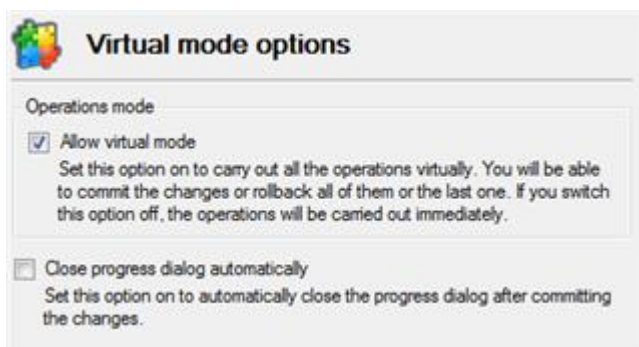 Virtual mode options
Operations mode
Allow virtual mode
Set this option on to carry out all the operations virtually. You will be able
to commit the changes or rollback all of them or the last one. If you switch
this option off, the operations will be carried out immediately.
Close progress dialog automatically
Set this option on to automatically close the progress dialog after committing
the changes.